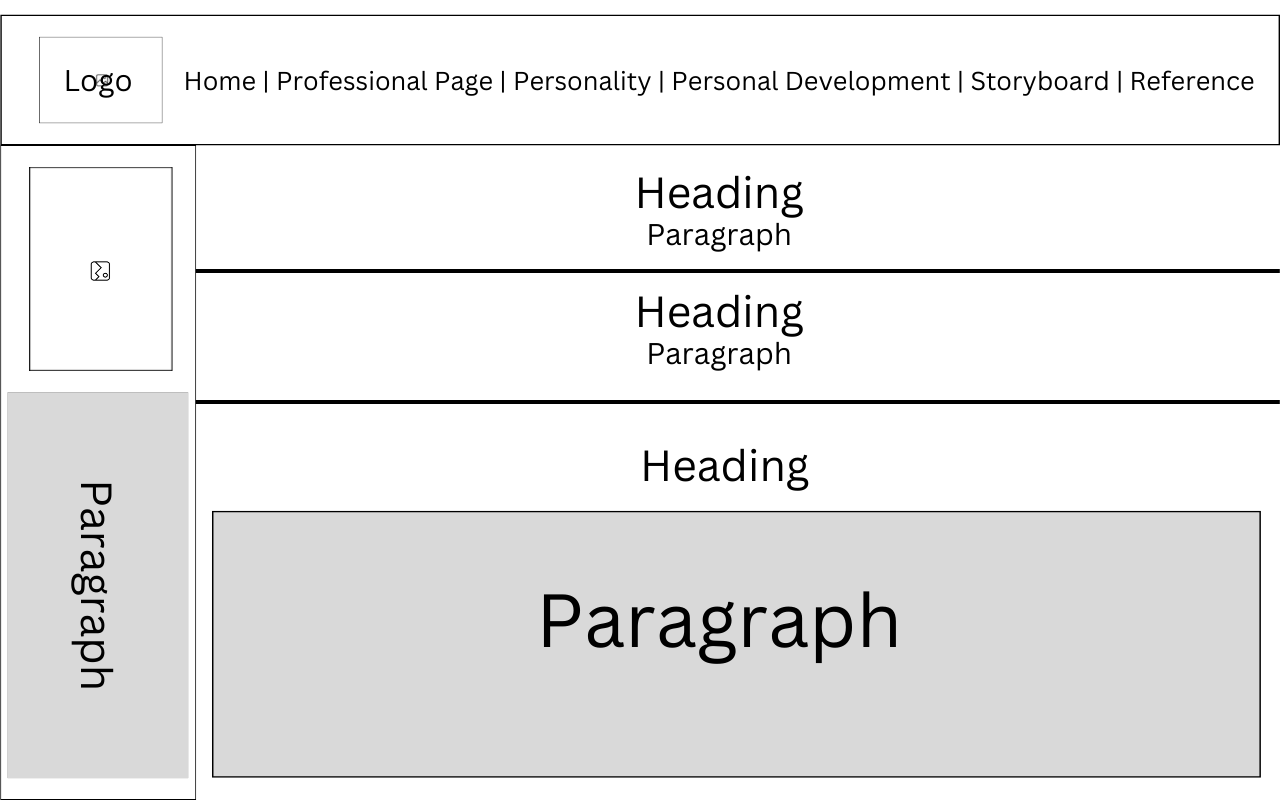 Logo
Home | Professional Page | Personality | Personal Development | Storyboard | Reference
Heading
Paragraph
Heading
Paragraph
Heading
Paragraph
Paragraph